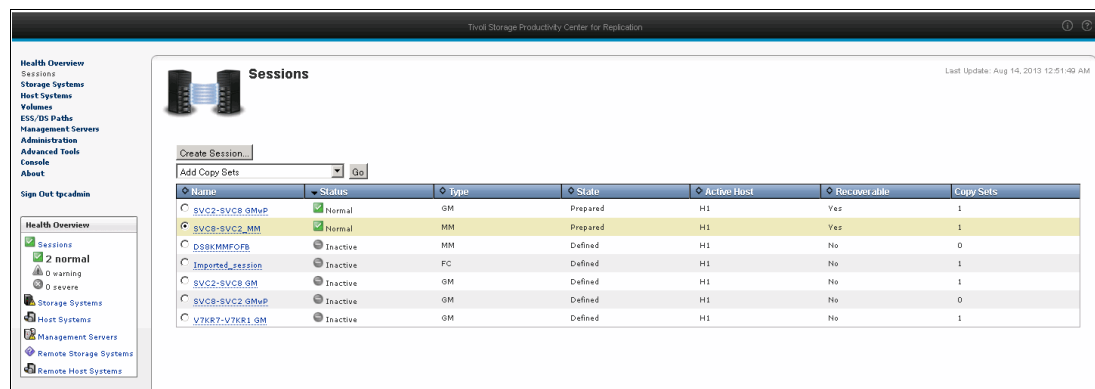 Tivoli Storage Productivity Center for Replication
Health Overview
Sessions
Storage Systems
Host Systems
Volumes
ESS/DS Paths
Management Servers
Administration
Advanced Tools
Console
About
Sign Out tpcadmin
Health Overview
Sessions
2 normal
0 warning
0 severe
Storage Systems
Host Systems
Management Servers
Remote Storage Systems
Remote Host Systems
Sessions
Last Update: Aug 14, 2013 12:51:49 AM
Create Session...
Add Copy Sets Go
Name Status Type State Active Host Recoverable Copy Sets
SVC2-SVC8 GMwP Normal GM Prepared H1 Yes 1
SVC8-SVC2_MM Normal MM Prepared H1 Yes 1
DS8KMMFOFB Inactive MM Defined H1 No 0
Imported_session Inactive FC Defined H1 No 1
SVC2-SVC8 GM Inactive GM Defined H1 No 1
SVC8-SVC2 GMwP Inactive GM Defined H1 No 0
V7KR7-V7KR1 GM Inactive GM Defined H1 No 1